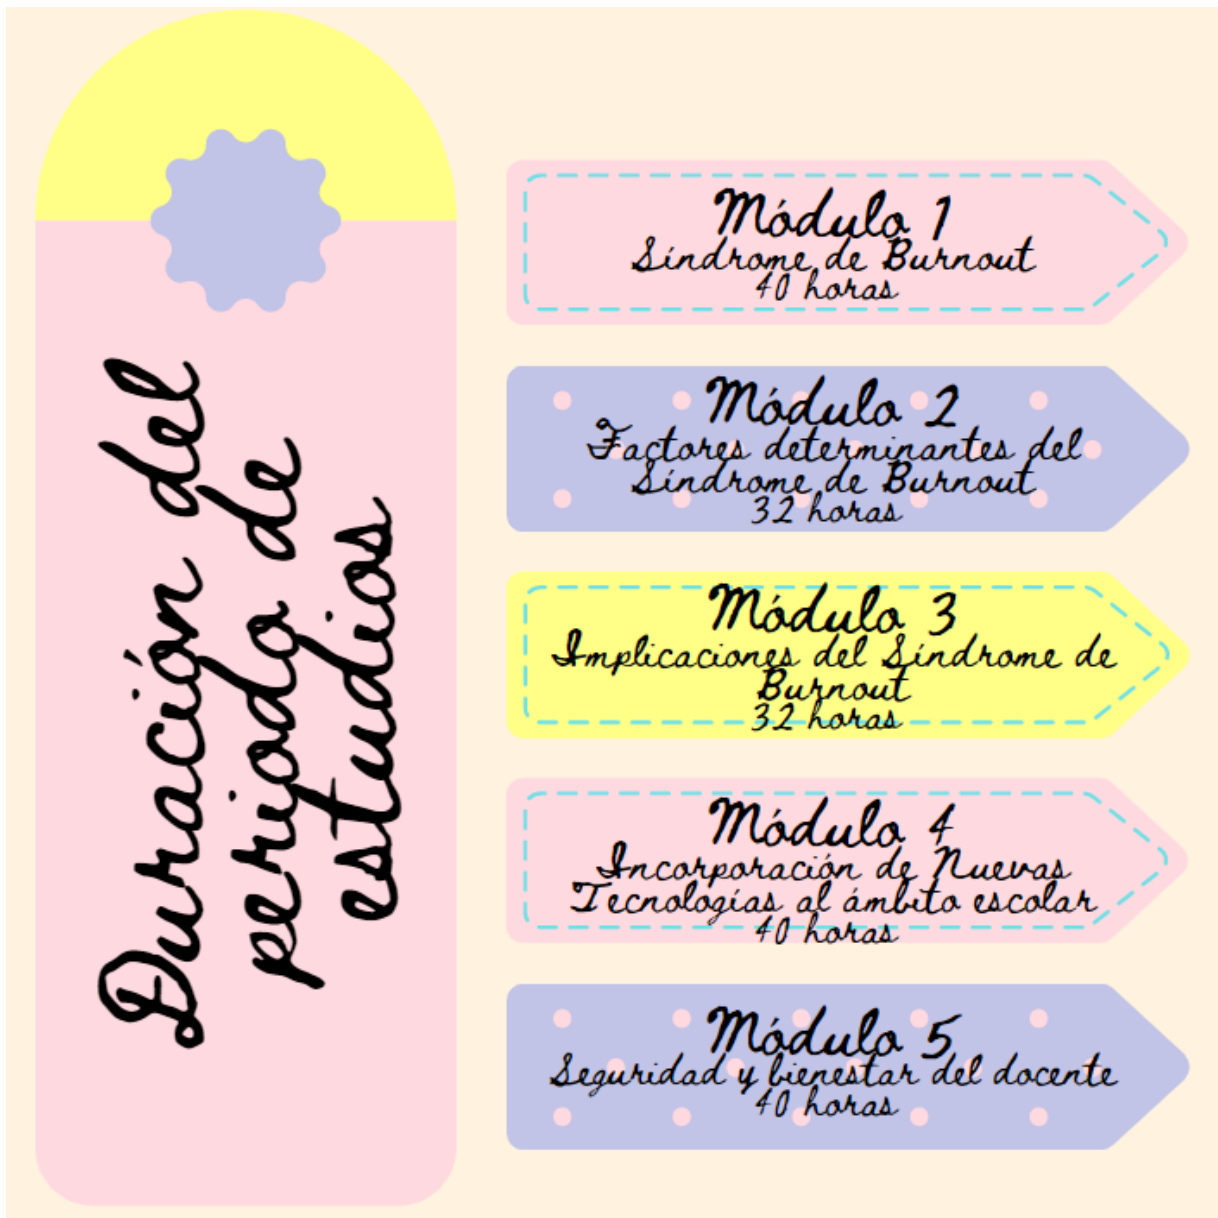 Duración del
periodo de
estudios
Módulo 1
Síndrome de Burnout
40 horas
Módulo 2
Factores determinantes del
Síndrome de Burnout
32 horas
Módulo 3
Implicaciones del Síndrome de
Burnout
32 horas
Módulo 4
Incorporación de Nuevas
Tecnologías al ámbito escolar
40 horas
Módulo 5
Seguridad y bienestar del docente
40 horas